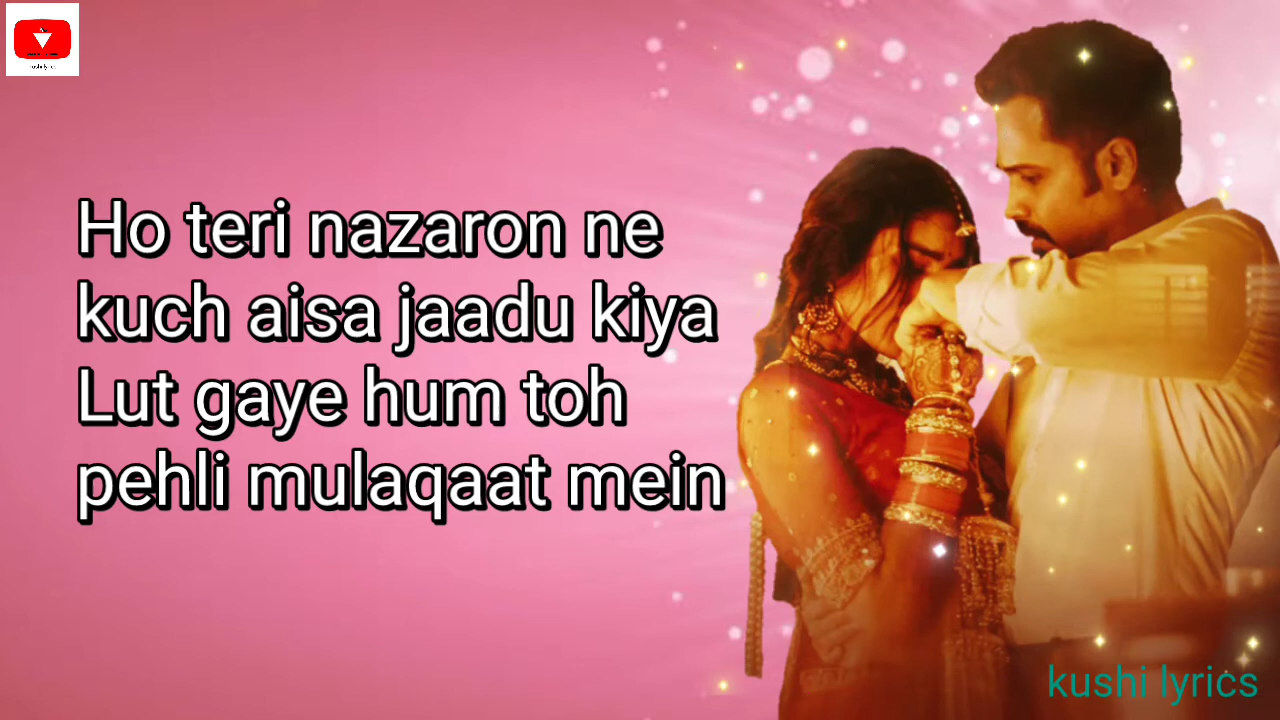 Ho teri nazaron ne
kuch aisa jaadu kiya
Lut gaye hum toh
pehli mulaqaat mein
kushi lyrics